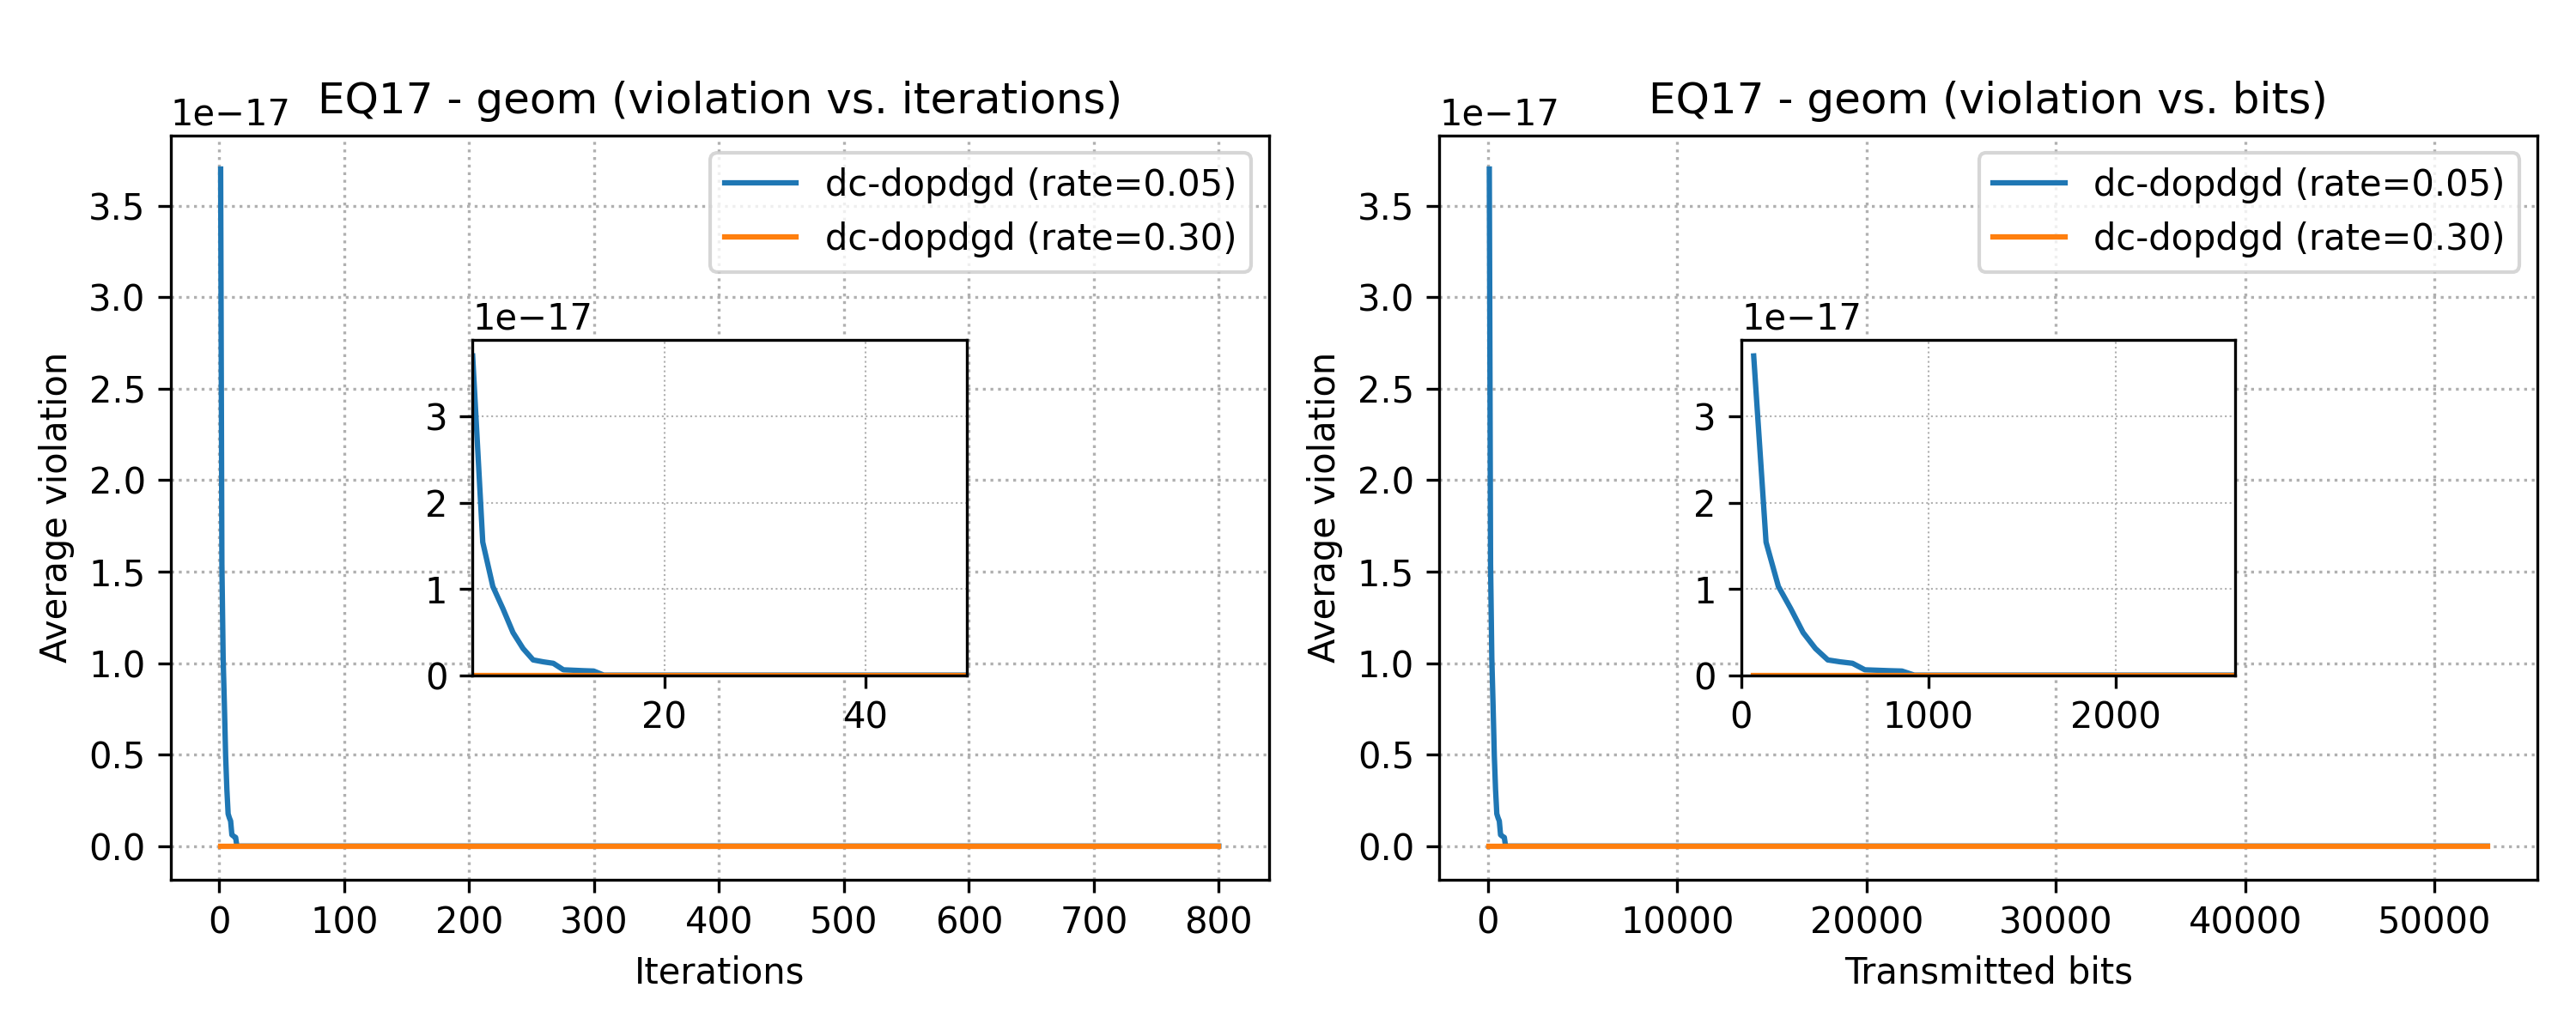 EQ17 - geom (violation vs. iterations)
1e−17
dc-dopdgd (rate=0.05)
dc-dopdgd (rate=0.30)
Average violation
3.5
3.0
2.5
2.0
1.5
1.0
0.5
0.0
1e−17
3
2
1
0
20 40
0 100 200 300 400 500 600 700 800
Iterations
EQ17 - geom (violation vs. bits)
1e−17
dc-dopdgd (rate=0.05)
dc-dopdgd (rate=0.30)
Average violation
3.5
3.0
2.5
2.0
1.5
1.0
0.5
0.0
1e−17
3
2
1
0
0 1000 2000
0 10000 20000 30000 40000 50000
Transmitted bits